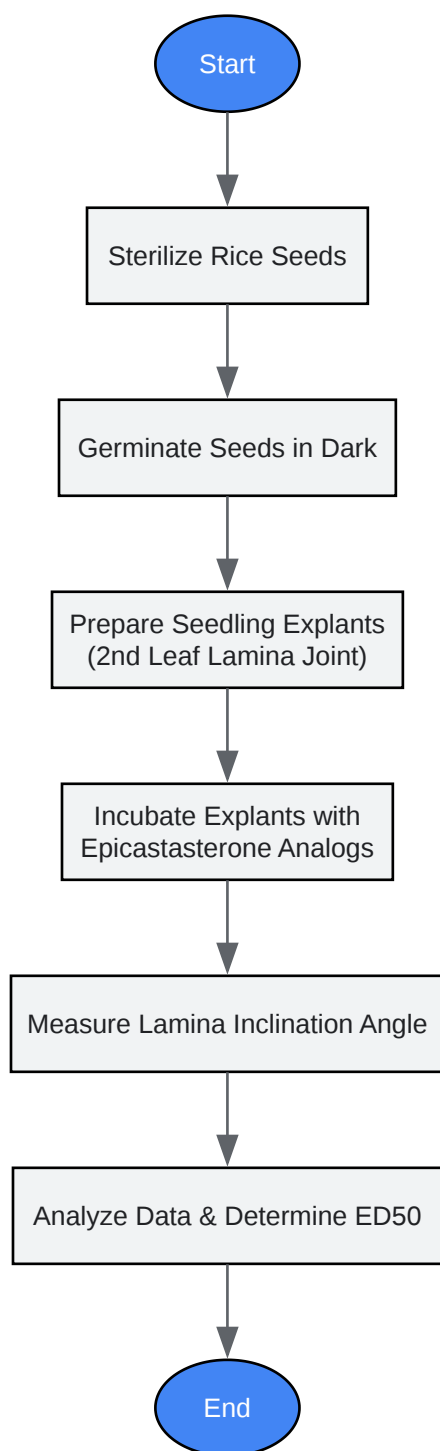 Start
Sterilize Rice Seeds
Germinate Seeds in Dark
Prepare Seedling Explants
(2nd Leaf Lamina Joint)
Incubate Explants with
Epicastasterone Analogs
Measure Lamina Inclination Angle
Analyze Data & Determine ED50
End